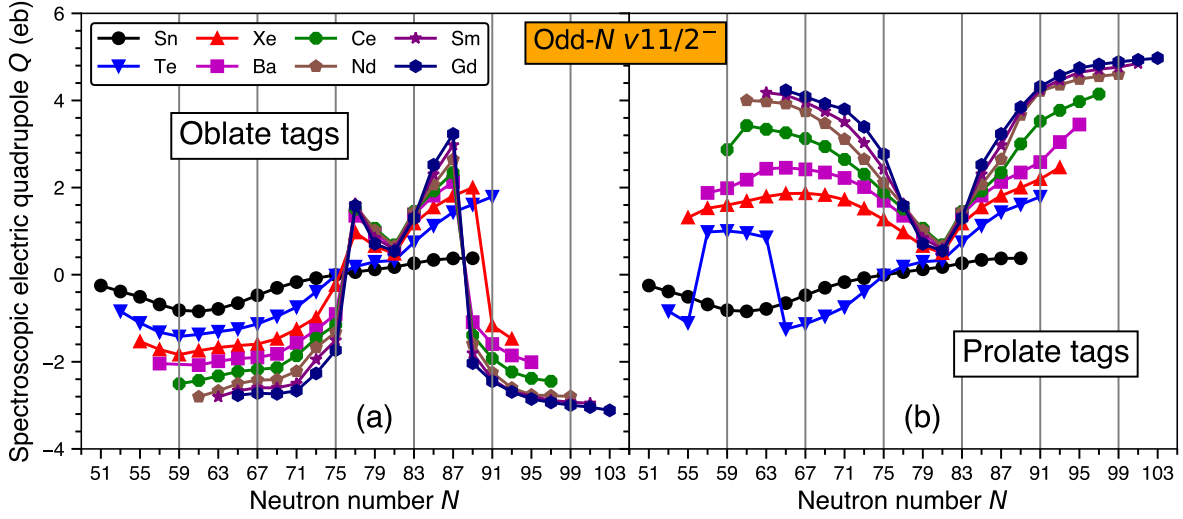 Odd-N ν11/2⁻
Spectroscopic electric quadrupole Q (eb)
6
4
2
0
−2
−4
Sn Xe Ce Sm
Te Ba Nd Gd
Oblate tags
(a)
51 55 59 63 67 71 75 79 83 87 91 95 99 103
Neutron number N
Prolate tags
(b)
51 55 59 63 67 71 75 79 83 87 91 95 99 103
Neutron number N